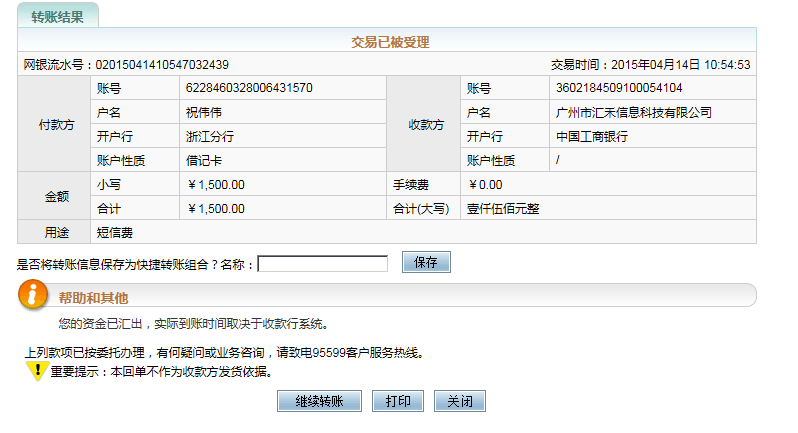 转账结果
交易已被受理
网银流水号：02015041410547032439 交易时间：2015年04月14日 10:54:53
付款方 账号 6228460328006431570 收款方 账号 3602184509100054104
户名 祝伟伟 户名 广州市汇禾信息科技有限公司
开户行 浙江分行 开户行 中国工商银行
账户性质 借记卡 账户性质 /
金额 小写 ￥1,500.00 手续费 ￥0.00
合计 ￥1,500.00 合计(大写) 壹仟伍佰元整
用途 短信费
是否将转账信息保存为快捷转账组合？名称： 保存
帮助和其他
您的资金已汇出，实际到账时间取决于收款行系统。
上列款项已按委托办理，有何疑问或业务咨询，请致电95599客户服务热线。
重要提示：本回单不作为收款方发货依据。
继续转账 打印 关闭